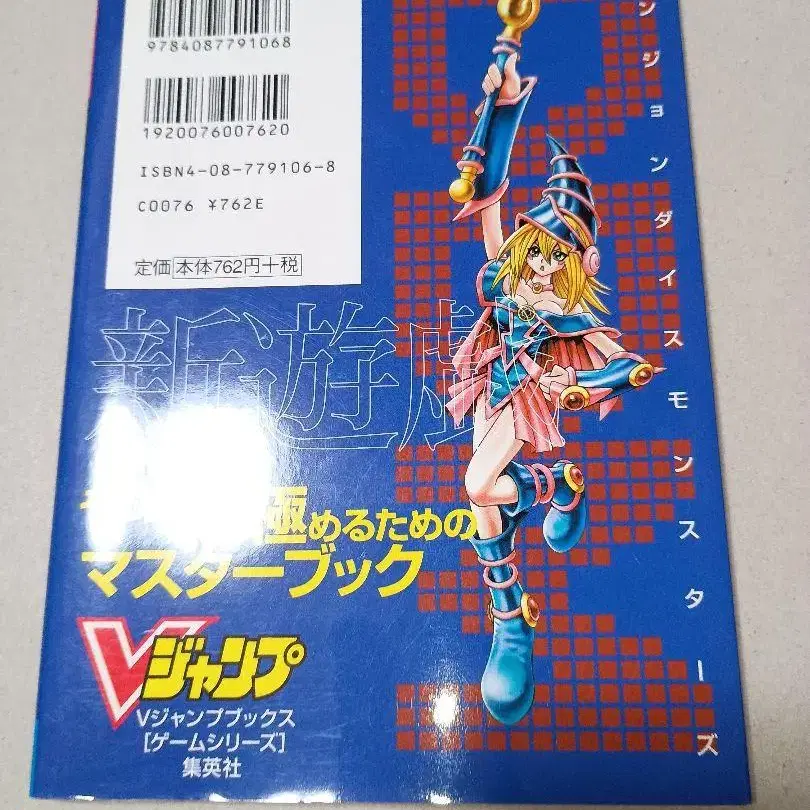 9784087791068
1920076007620
ISBN4-08-779106-8
C0076 ¥762E
定価 本体762円+税
新遊戯
極めるための
マスターブック
Vジャンプ
Vジャンプブックス
[ゲームシリーズ]
集英社
ンジョンダイスモンスターズ